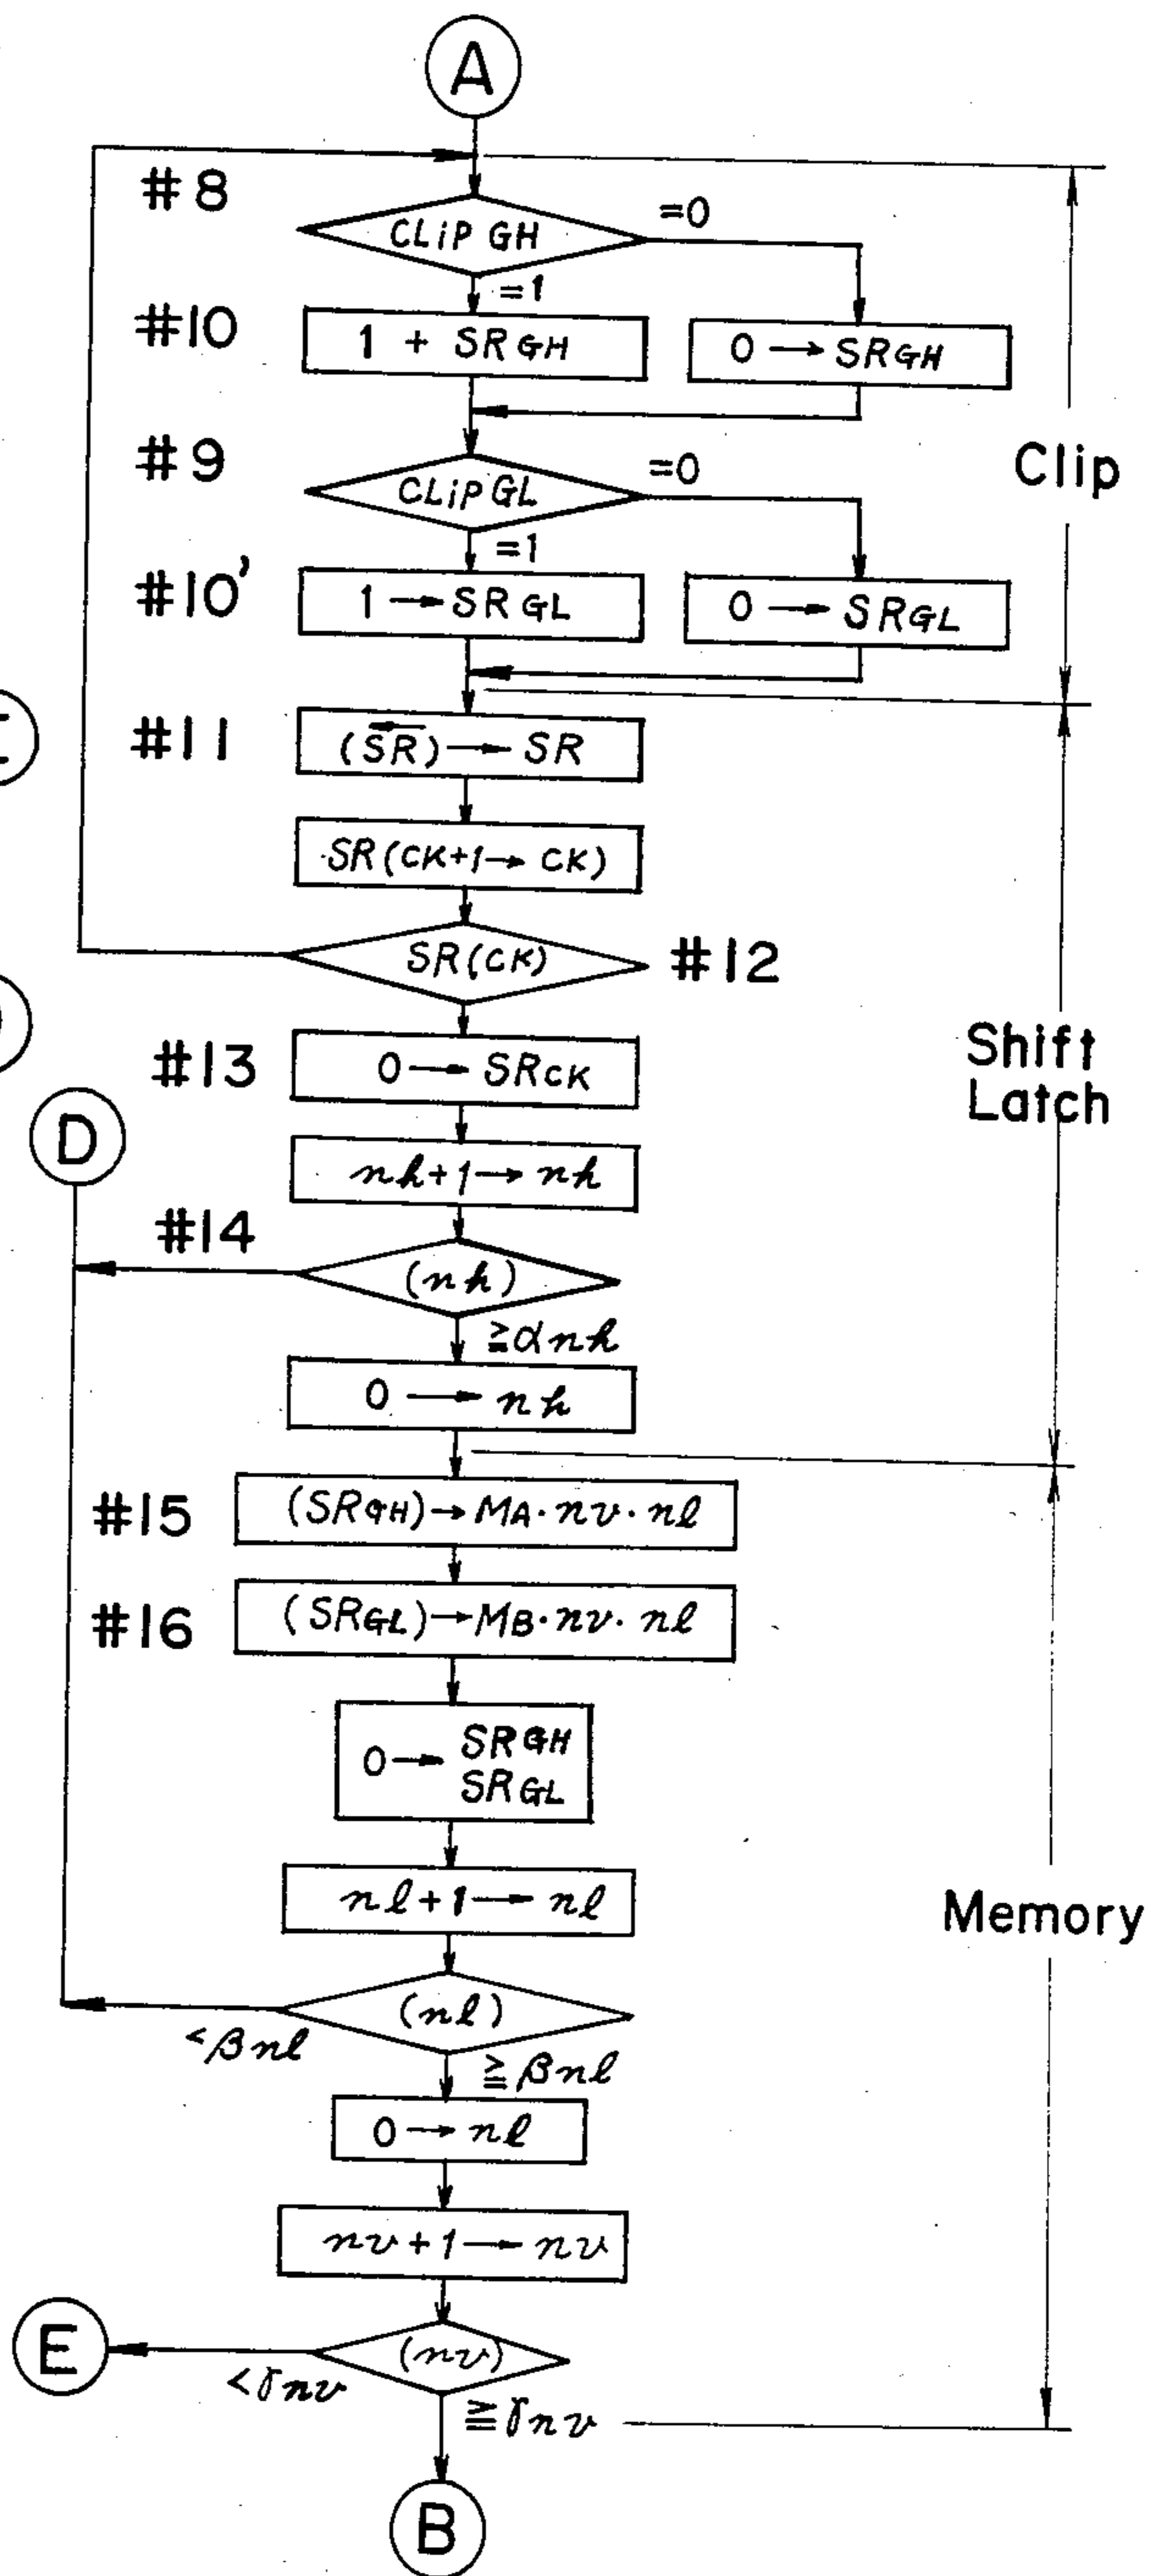 A
#8
CLiP GH
=0
=1
#10
1 + SRGH
0 → SRGH
#9
CLiP GL
=0
Clip
=1
#10'
1 → SRGL
0 → SRGL
#11
(SR) → SR
SR(CK+1→ CK)
SR(CK)
#12
#13
0 → SRCK
Shift
Latch
D
nh+1 → nh
#14
(nh)
≧αnh
0 → nh
#15
(SRGH)→MA·nv·nl
#16
(SRGL)→MB·nv·nl
0→ SRGH
SRGL
nl+1→ nl
Memory
(nl)
<βnl
≧βnl
0→nl
nv+1→nv
E
(nv)
<γnv
≧γnv
B